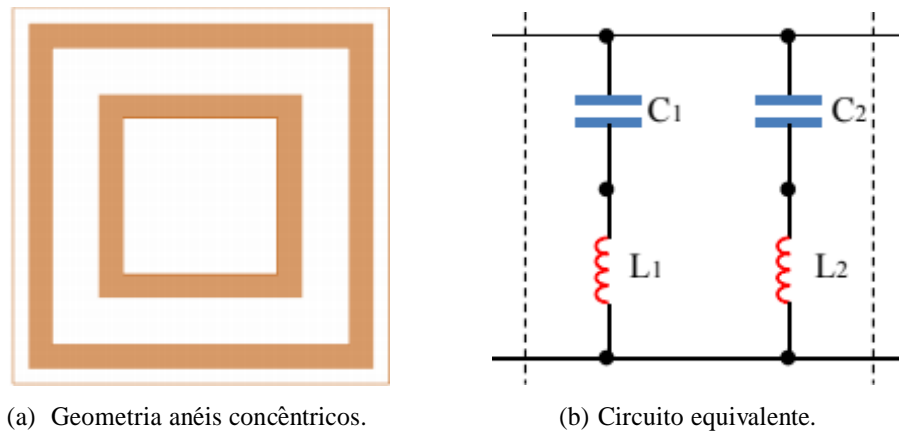 C1
C2
L1
L2
(a) Geometria anéis concêntricos.
(b) Circuito equivalente.